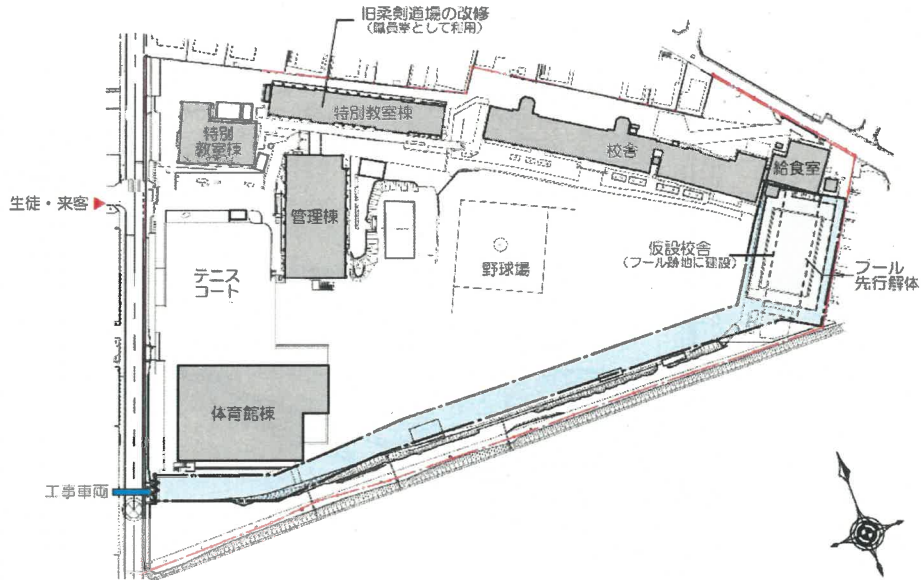 旧柔剣道場の改修
(職員室として利用)
特別教室棟
特別
教室棟
校舎
給食室
生徒・来客
管理棟
テニス
コート
野球場
仮設校舎
(プール跡地に建設)
プール
先行解体
体育館棟
工事車両